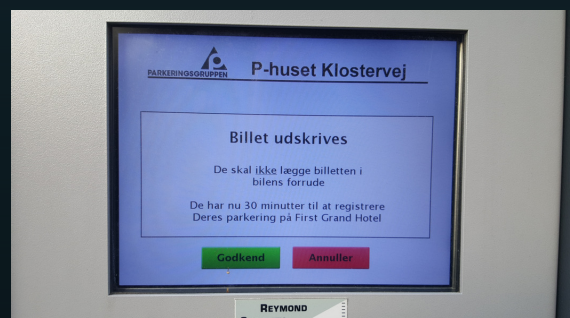 PARKERINGSGRUPPEN
P-huset Klostervej
Billet udskrives
De skal ikke lægge billetten i
bilens forrude
De har nu 30 minutter til at registrere
Deres parkering på First Grand Hotel
Godkend
Annuller
REYMOND